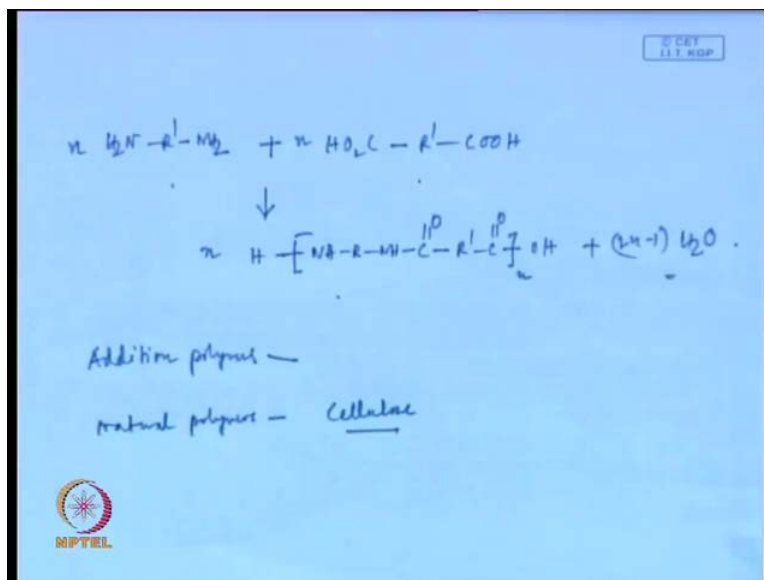 © CET
I.I.T. KGP
n H₂N-R'-NH₂ + n HO₂C-R'-COOH
↓
n H-[NH-R-NH-C(=O)-R'-C(=O)]ₙ-OH + (2n-1) H₂O.
Addition polymers —
Natural polymers — Cellulose
NPTEL